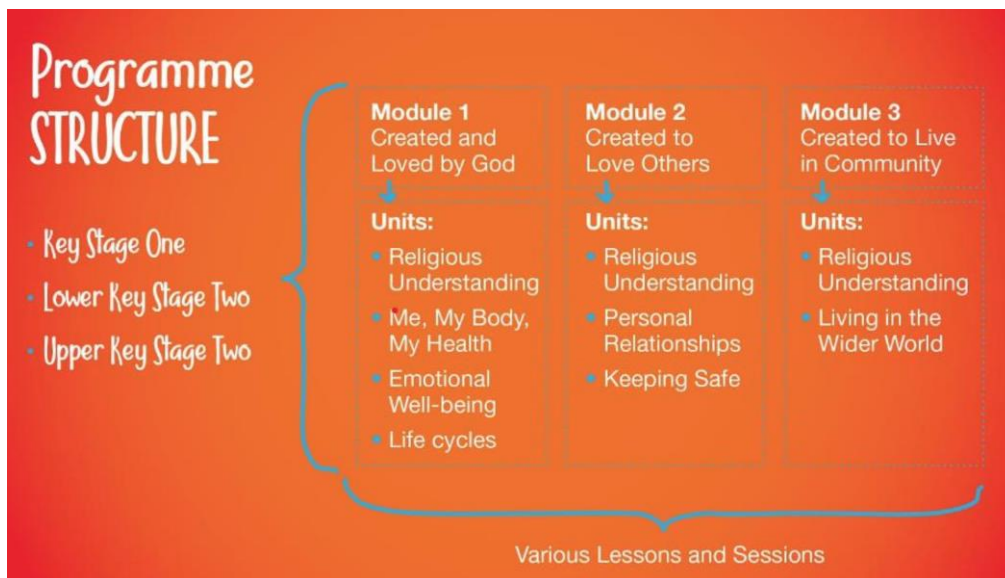 Programme
STRUCTURE
• Key Stage One
• Lower Key Stage Two
• Upper Key Stage Two
Module 1
Created and
Loved by God
Units:
• Religious
Understanding
• Me, My Body,
My Health
• Emotional
Well-being
• Life cycles
Module 2
Created to
Love Others
Units:
• Religious
Understanding
• Personal
Relationships
• Keeping Safe
Module 3
Created to Live
in Community
Units:
• Religious
Understanding
• Living in the
Wider World
Various Lessons and Sessions